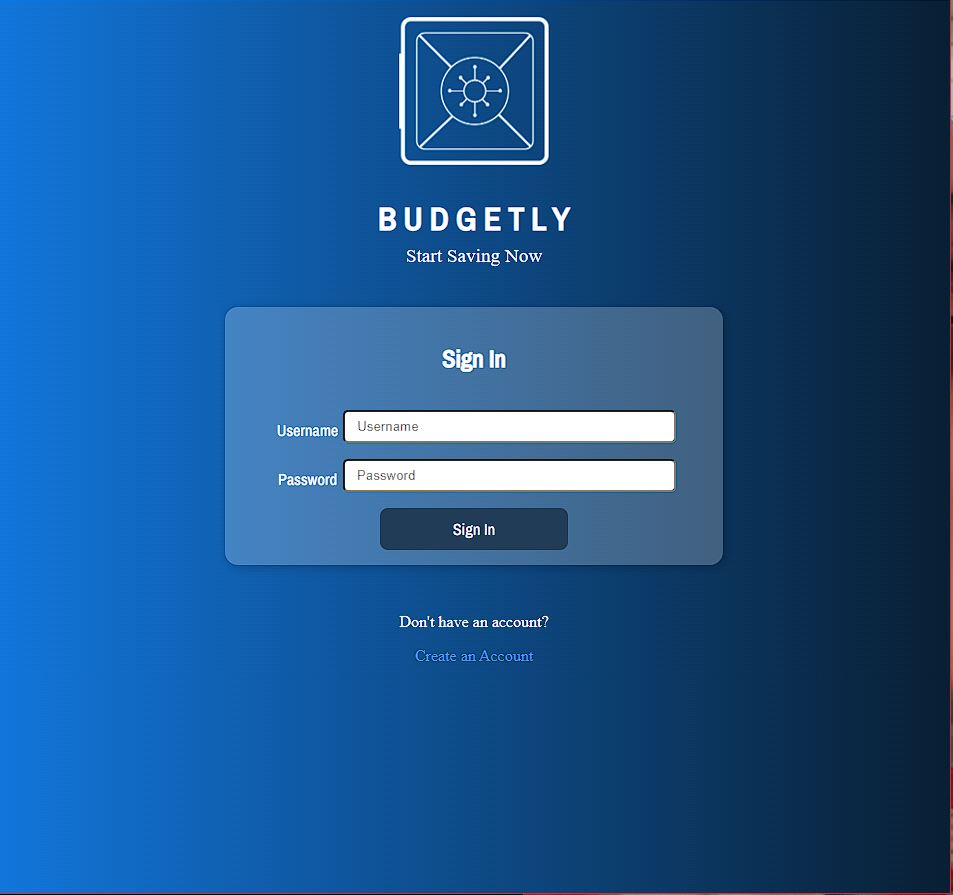 BUDGETLY
Start Saving Now
Sign In
Username Username
Password Password
Sign In
Don't have an account?
Create an Account